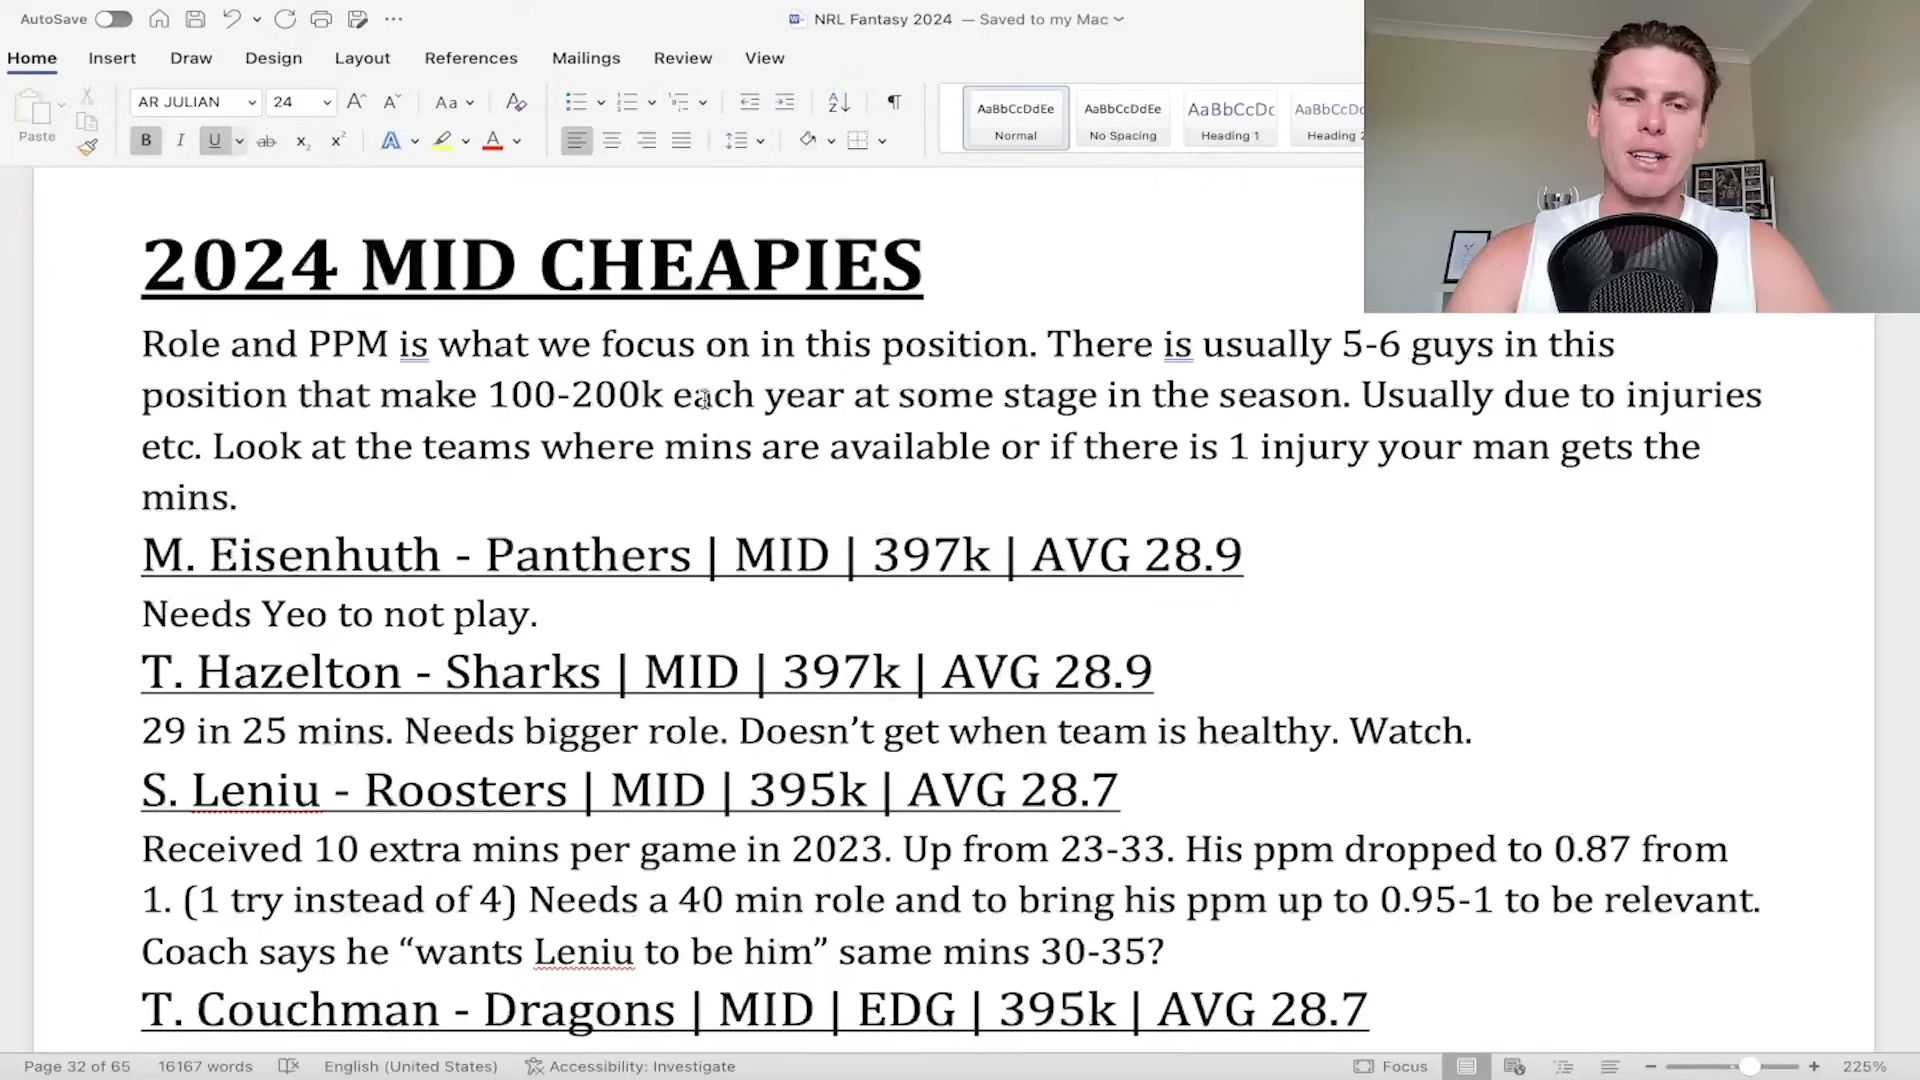 AutoSave
NRL Fantasy 2024 — Saved to my Mac
Home Insert Draw Design Layout References Mailings Review View
Paste
AR JULIAN 24
AaBbCcDdEe AaBbCcDdEe AaBbCcDc AaBbCcDd
Normal No Spacing Heading 1 Heading 2
2024 MID CHEAPIES
Role and PPM is what we focus on in this position. There is usually 5-6 guys in this
position that make 100-200k each year at some stage in the season. Usually due to injuries
etc. Look at the teams where mins are available or if there is 1 injury your man gets the
mins.
M. Eisenhuth - Panthers | MID | 397k | AVG 28.9
Needs Yeo to not play.
T. Hazelton - Sharks | MID | 397k | AVG 28.9
29 in 25 mins. Needs bigger role. Doesn’t get when team is healthy. Watch.
S. Leniu - Roosters | MID | 395k | AVG 28.7
Received 10 extra mins per game in 2023. Up from 23-33. His ppm dropped to 0.87 from
1. (1 try instead of 4) Needs a 40 min role and to bring his ppm up to 0.95-1 to be relevant.
Coach says he “wants Leniu to be him” same mins 30-35?
T. Couchman - Dragons | MID | EDG | 395k | AVG 28.7
Page 32 of 65 16167 words English (United States) Accessibility: Investigate Focus 225%